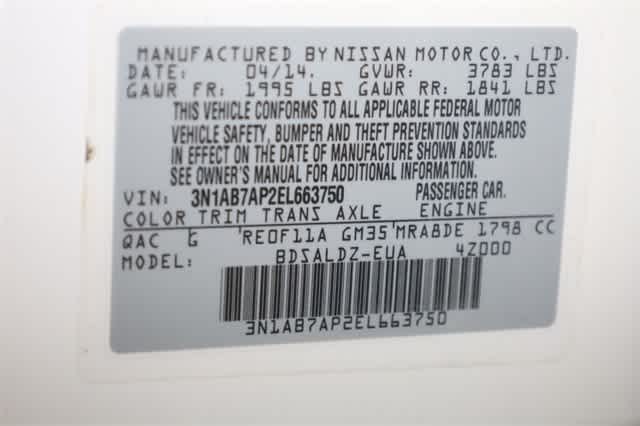 MANUFACTURED BY NISSAN MOTOR CO., LTD.
DATE: 04/14. GVWR: 3783 LBS
GAWR FR: 1995 LBS GAWR RR: 1841 LBS
THIS VEHICLE CONFORMS TO ALL APPLICABLE FEDERAL MOTOR
VEHICLE SAFETY, BUMPER AND THEFT PREVENTION STANDARDS
IN EFFECT ON THE DATE OF MANUFACTURE SHOWN ABOVE.
SEE OWNER'S MANUAL FOR ADDITIONAL INFORMATION.
VIN: 3N1AB7AP2EL663750 PASSENGER CAR.
COLOR TRIM TRANS AXLE ENGINE
QAC G 'RE0F11A GM35'MRA8DE 1798 CC
MODEL: BDSALDZ-EUA 4Z000
3N1AB7AP2EL663750